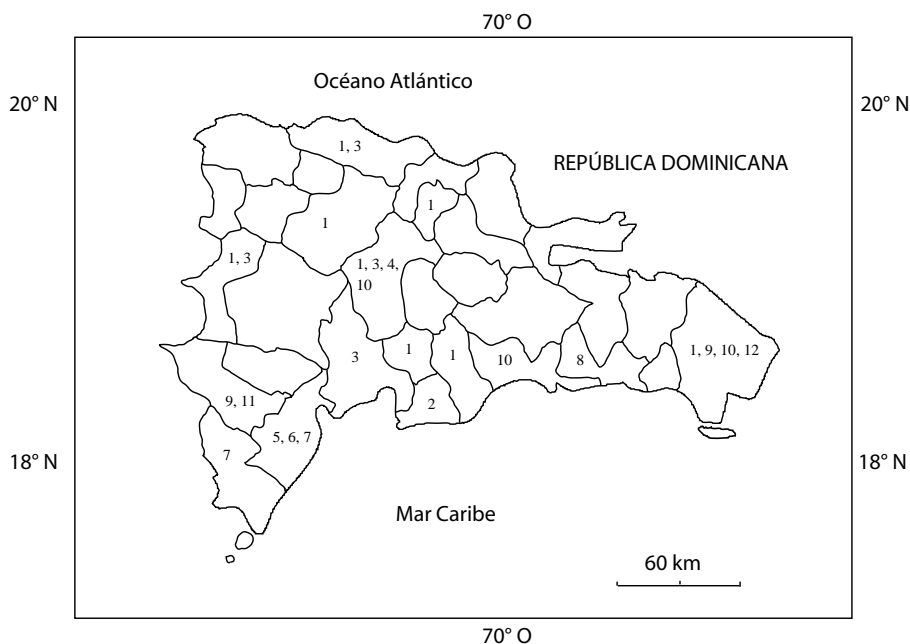 70° O
Océano Atlántico
20° N
20° N
1, 3
REPÚBLICA DOMINICANA
1
1
1, 3
1, 3, 4,
10
3
1
1
10
8
1, 9, 10, 12
9, 11
2
5, 6, 7
7
18° N
18° N
Mar Caribe
60 km
70° O